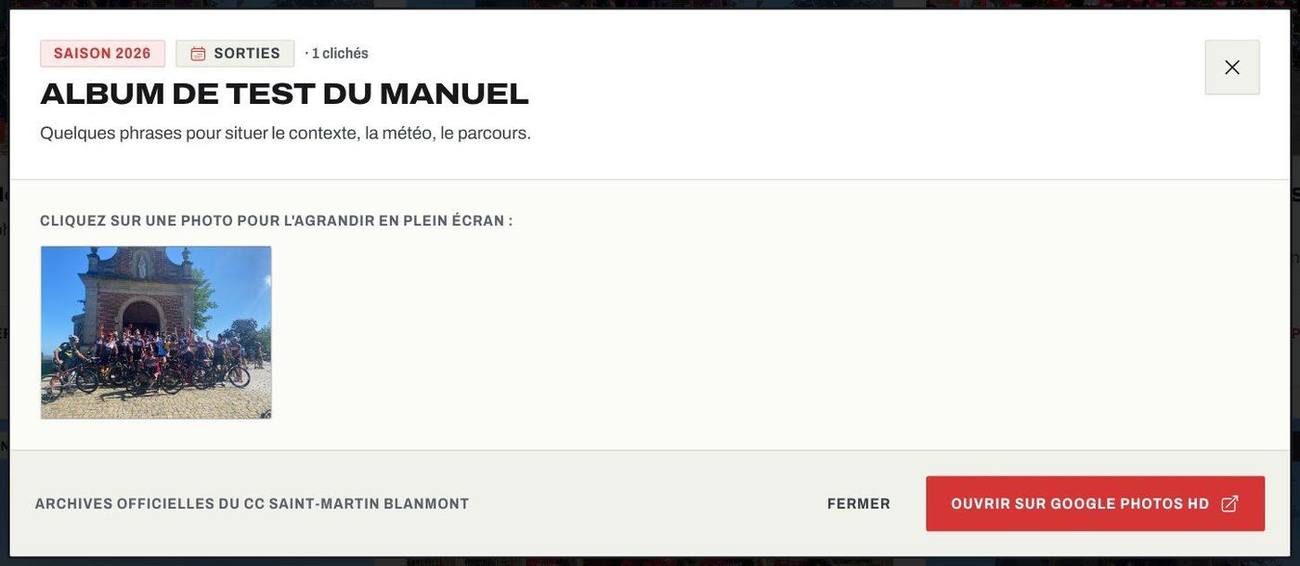 SAISON 2026 SORTIES · 1 clichés
ALBUM DE TEST DU MANUEL
Quelques phrases pour situer le contexte, la météo, le parcours.
CLIQUEZ SUR UNE PHOTO POUR L'AGRANDIR EN PLEIN ÉCRAN :
ARCHIVES OFFICIELLES DU CC SAINT-MARTIN BLANMONT FERMER OUVRIR SUR GOOGLE PHOTOS HD